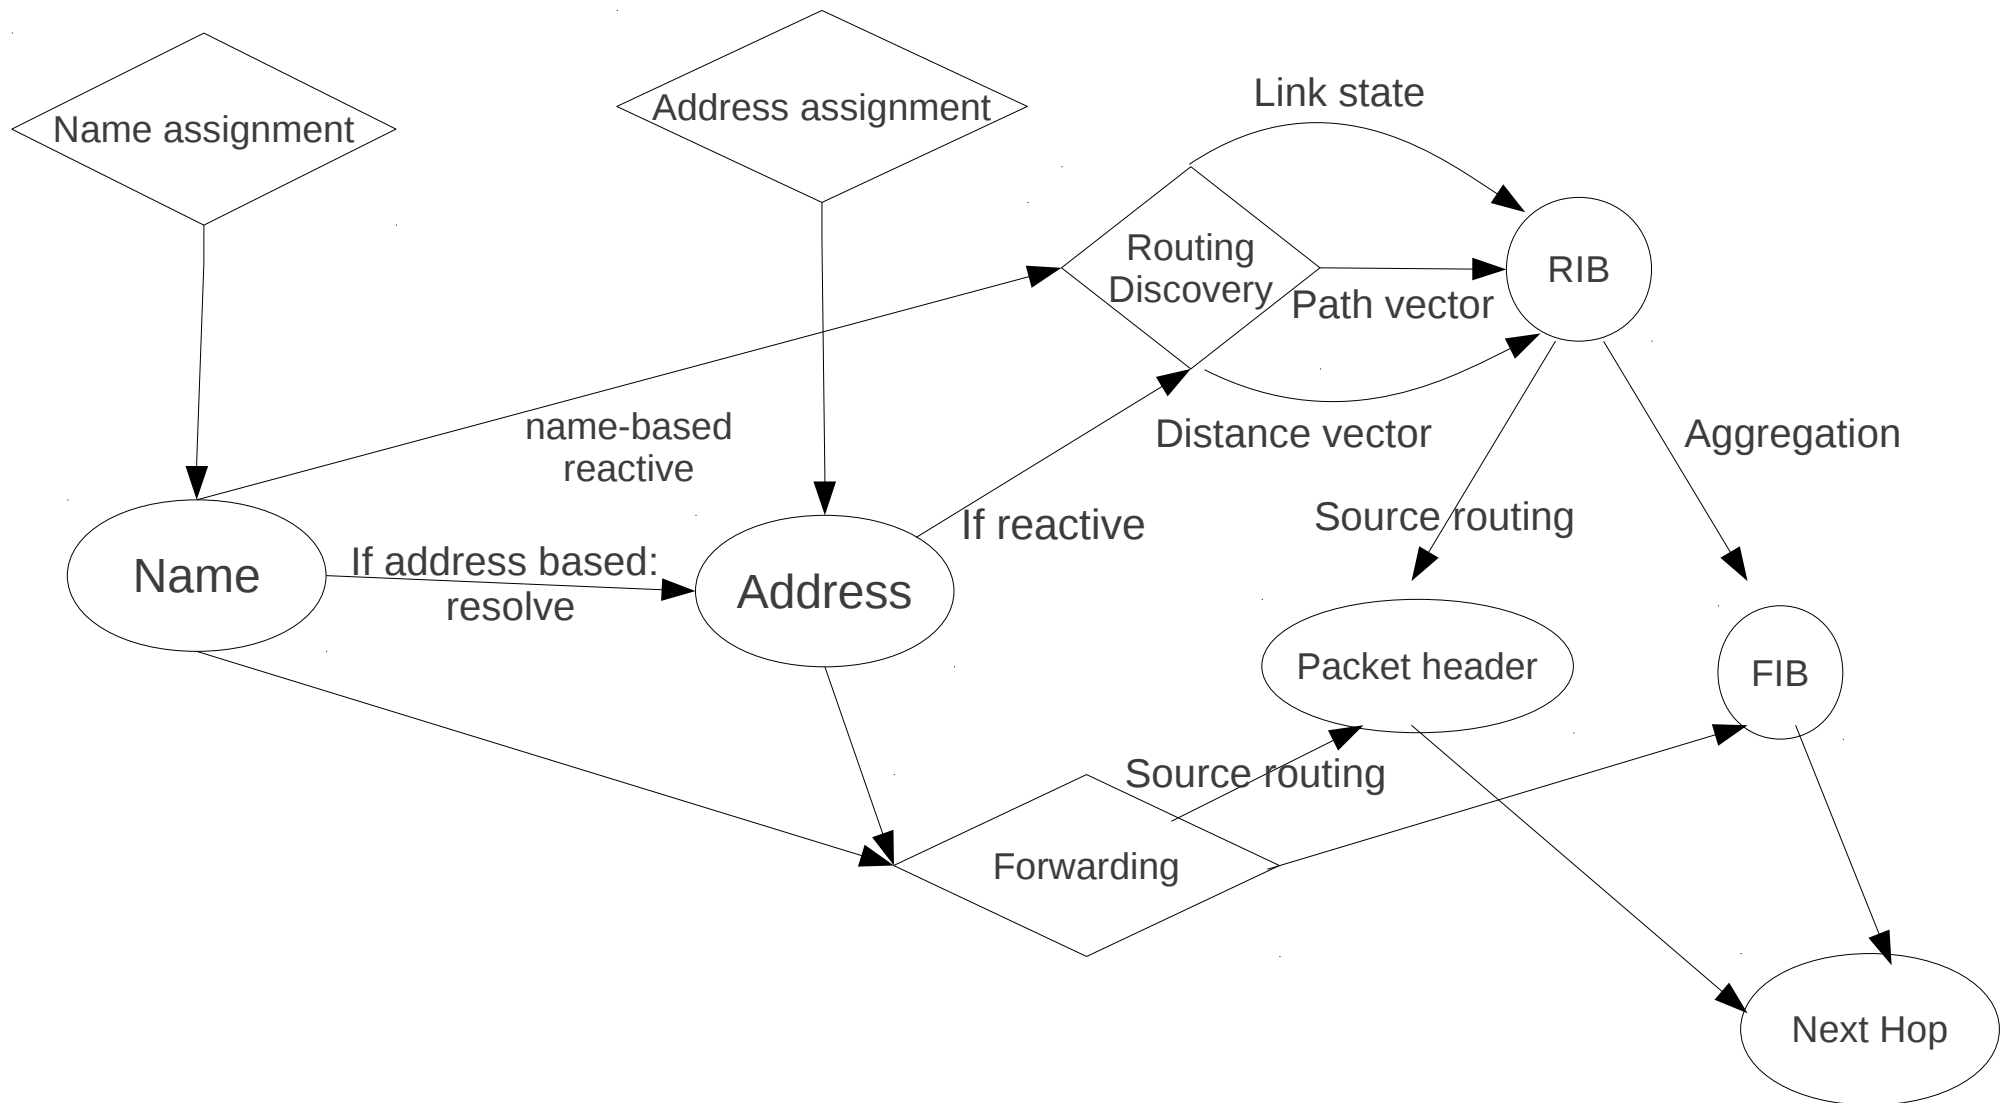 Link state
Address assignment
Name assignment
Routing
Discovery
RIB
Path vector
name-based
reactive
Distance vector
Aggregation
If reactive
Source routing
If address based:
resolve
Name
Address
Packet header
FIB
Source routing
Forwarding
Next Hop